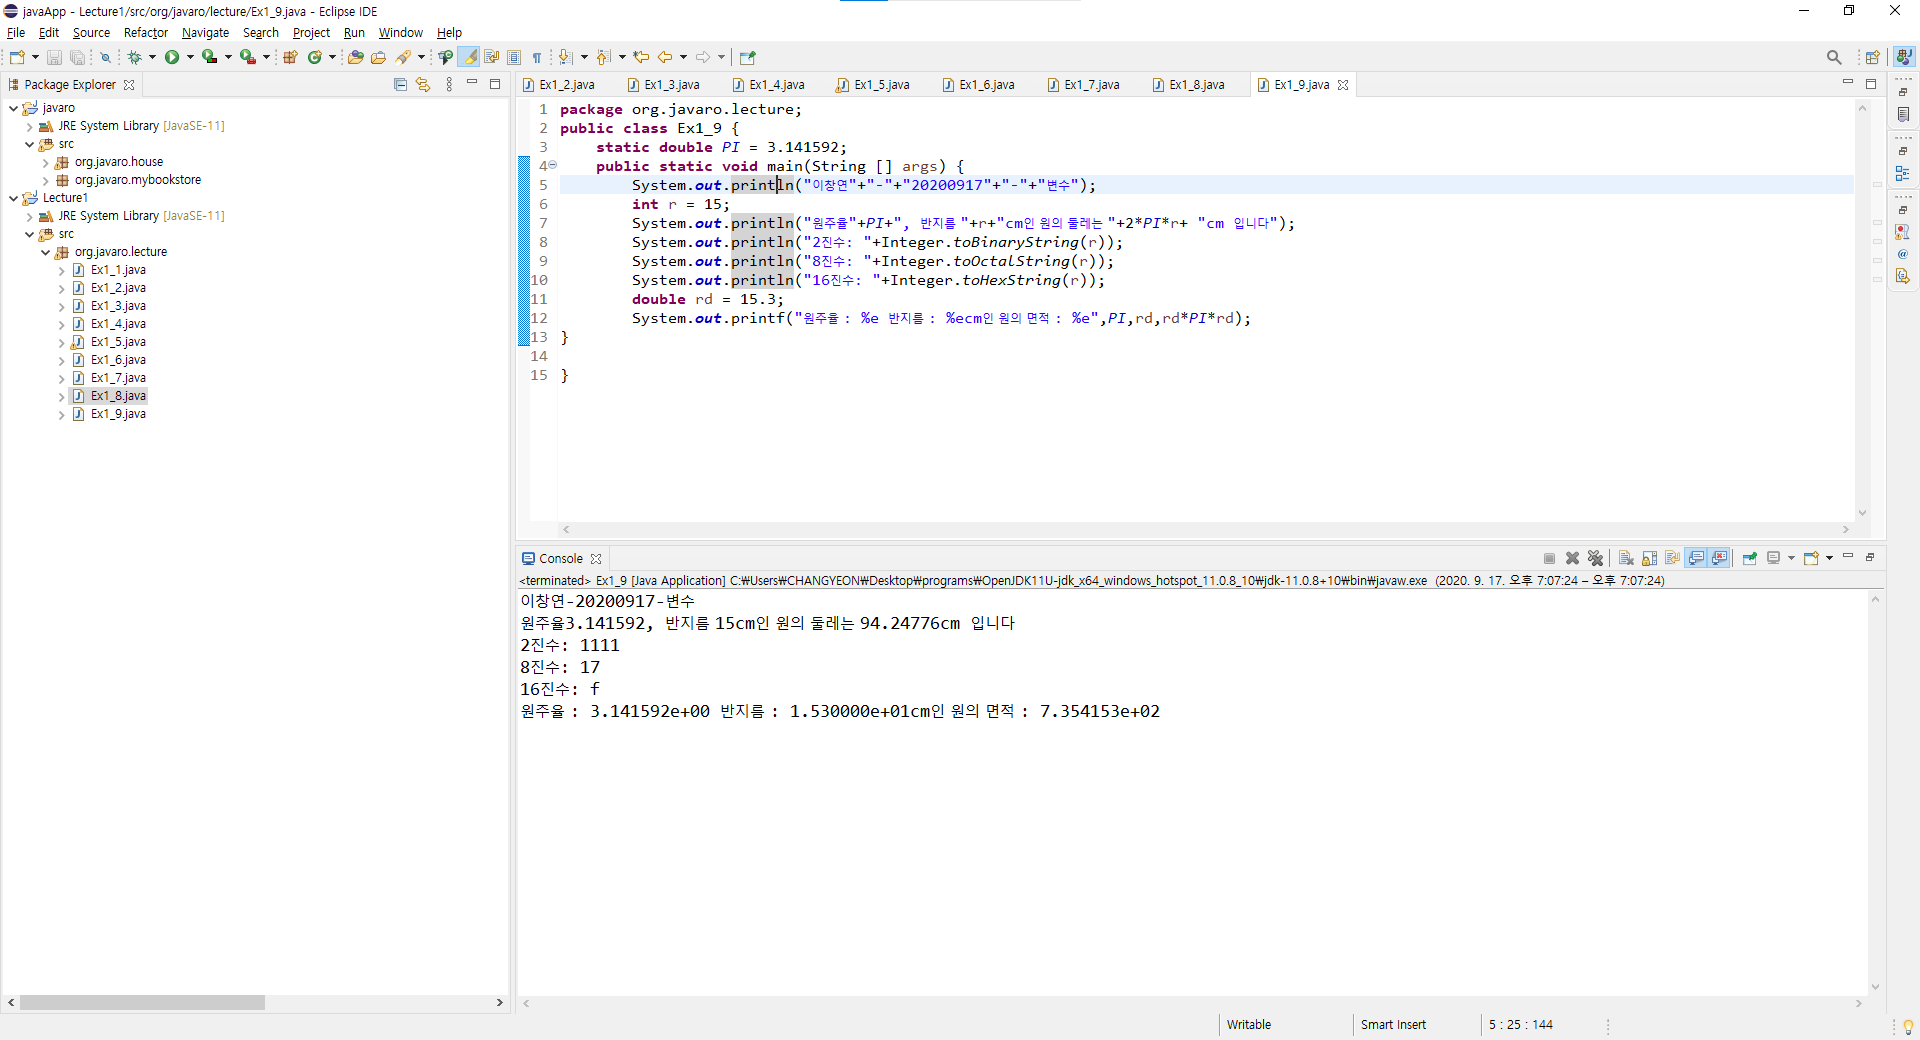 javaApp - Lecture1/src/org/javaro/lecture/Ex1_9.java - Eclipse IDE
File Edit Source Refactor Navigate Search Project Run Window Help
Package Explorer
javaro
JRE System Library [JavaSE-11]
src
org.javaro.house
org.javaro.mybookstore
Lecture1
JRE System Library [JavaSE-11]
src
org.javaro.lecture
Ex1_1.java
Ex1_2.java
Ex1_3.java
Ex1_4.java
Ex1_5.java
Ex1_6.java
Ex1_7.java
Ex1_8.java
Ex1_9.java
Ex1_2.java Ex1_3.java Ex1_4.java Ex1_5.java Ex1_6.java Ex1_7.java Ex1_8.java Ex1_9.java
1 package org.javaro.lecture;
2 public class Ex1_9 {
3 static double PI = 3.141592;
4 public static void main(String [] args) {
5 System.out.println("이창연"+"-"+"20200917"+"-"+"변수");
6 int r = 15;
7 System.out.println("원주율"+PI+", 반지름 "+r+"cm인 원의 둘레는 "+2*PI*r+ "cm 입니다");
8 System.out.println("2진수: "+Integer.toBinaryString(r));
9 System.out.println("8진수: "+Integer.toOctalString(r));
10 System.out.println("16진수: "+Integer.toHexString(r));
11 double rd = 15.3;
12 System.out.printf("원주율 : %e 반지름 : %ecm인 원의 면적 : %e",PI,rd,rd*PI*rd);
13 }
14
15 }
Console
<terminated> Ex1_9 [Java Application] C:₩Users₩CHANGYEON₩Desktop₩programs₩OpenJDK11U-jdk_x64_windows_hotspot_11.0.8_10₩jdk-11.0.8+10₩bin₩javaw.exe (2020. 9. 17. 오후 7:07:24 – 오후 7:07:24)
이창연-20200917-변수
원주율3.141592, 반지름 15cm인 원의 둘레는 94.24776cm 입니다
2진수: 1111
8진수: 17
16진수: f
원주율 : 3.141592e+00 반지름 : 1.530000e+01cm인 원의 면적 : 7.354153e+02
Writable Smart Insert 5 : 25 : 144